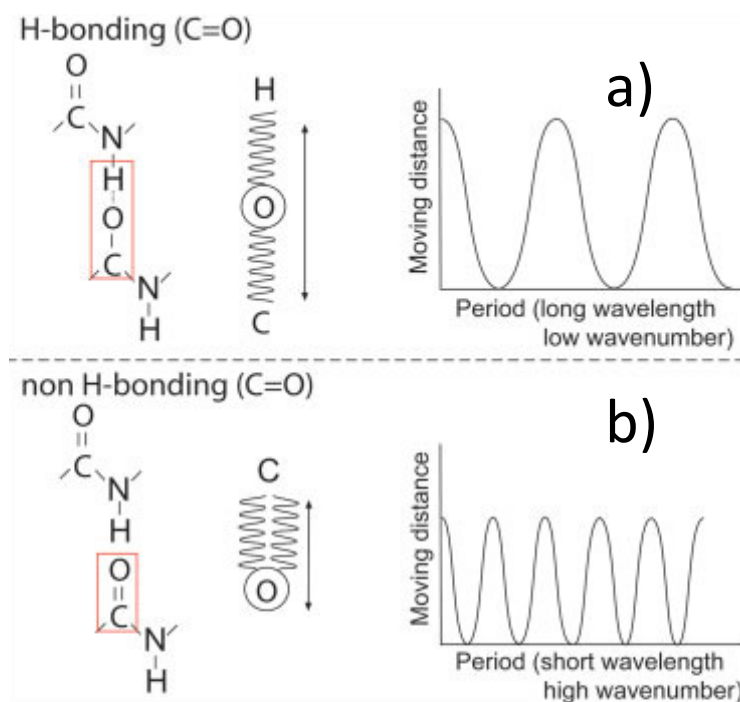 H-bonding (C=O)
O
C
N
H
O
C
N
H
H
O
C
a)
Moving distance
Period (long wavelength
low wavenumber)
non H-bonding (C=O)
O
C
N
H
O
C
N
H
C
O
b)
Moving distance
Period (short wavelength
high wavenumber)